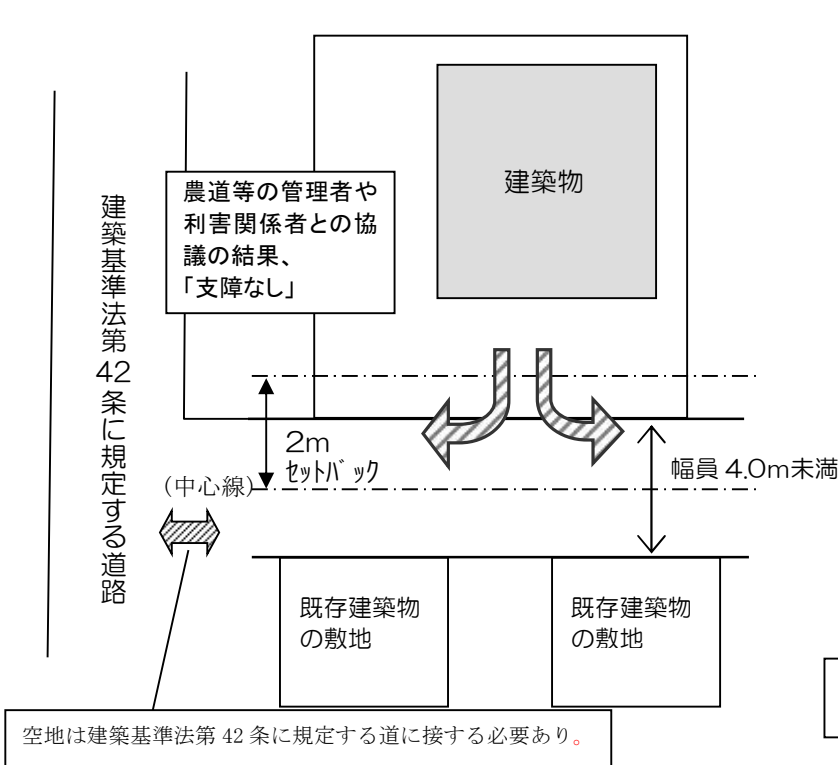 建築物
農道等の管理者や
利害関係者との協
議の結果、
「支障なし」
建築基準法第42条に規定する道路
2m
ｾｯﾄﾊﾞｯｸ
(中心線)
幅員 4.0m未満
既存建築物
の敷地
既存建築物
の敷地
空地は建築基準法第 42 条に規定する道に接する必要あり。